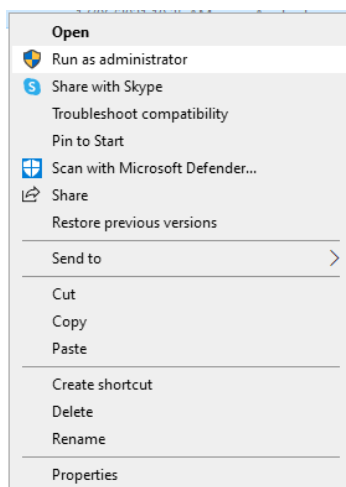 Open
Run as administrator
Share with Skype
Troubleshoot compatibility
Pin to Start
Scan with Microsoft Defender...
Share
Restore previous versions
Send to
Cut
Copy
Paste
Create shortcut
Delete
Rename
Properties